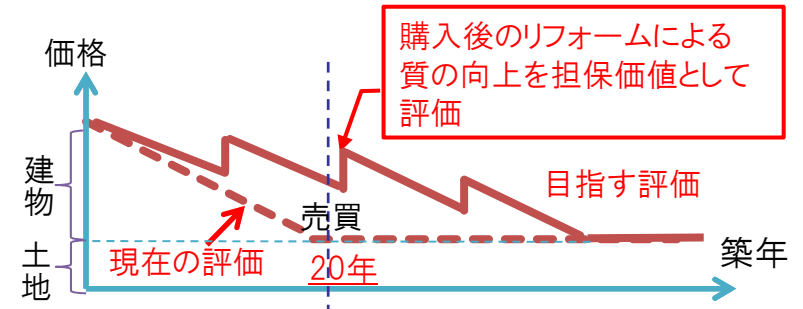 価格
購入後のリフォームによる
質の向上を担保価値として
評価
建物
目指す評価
売買
土地
現在の評価
20年
築年